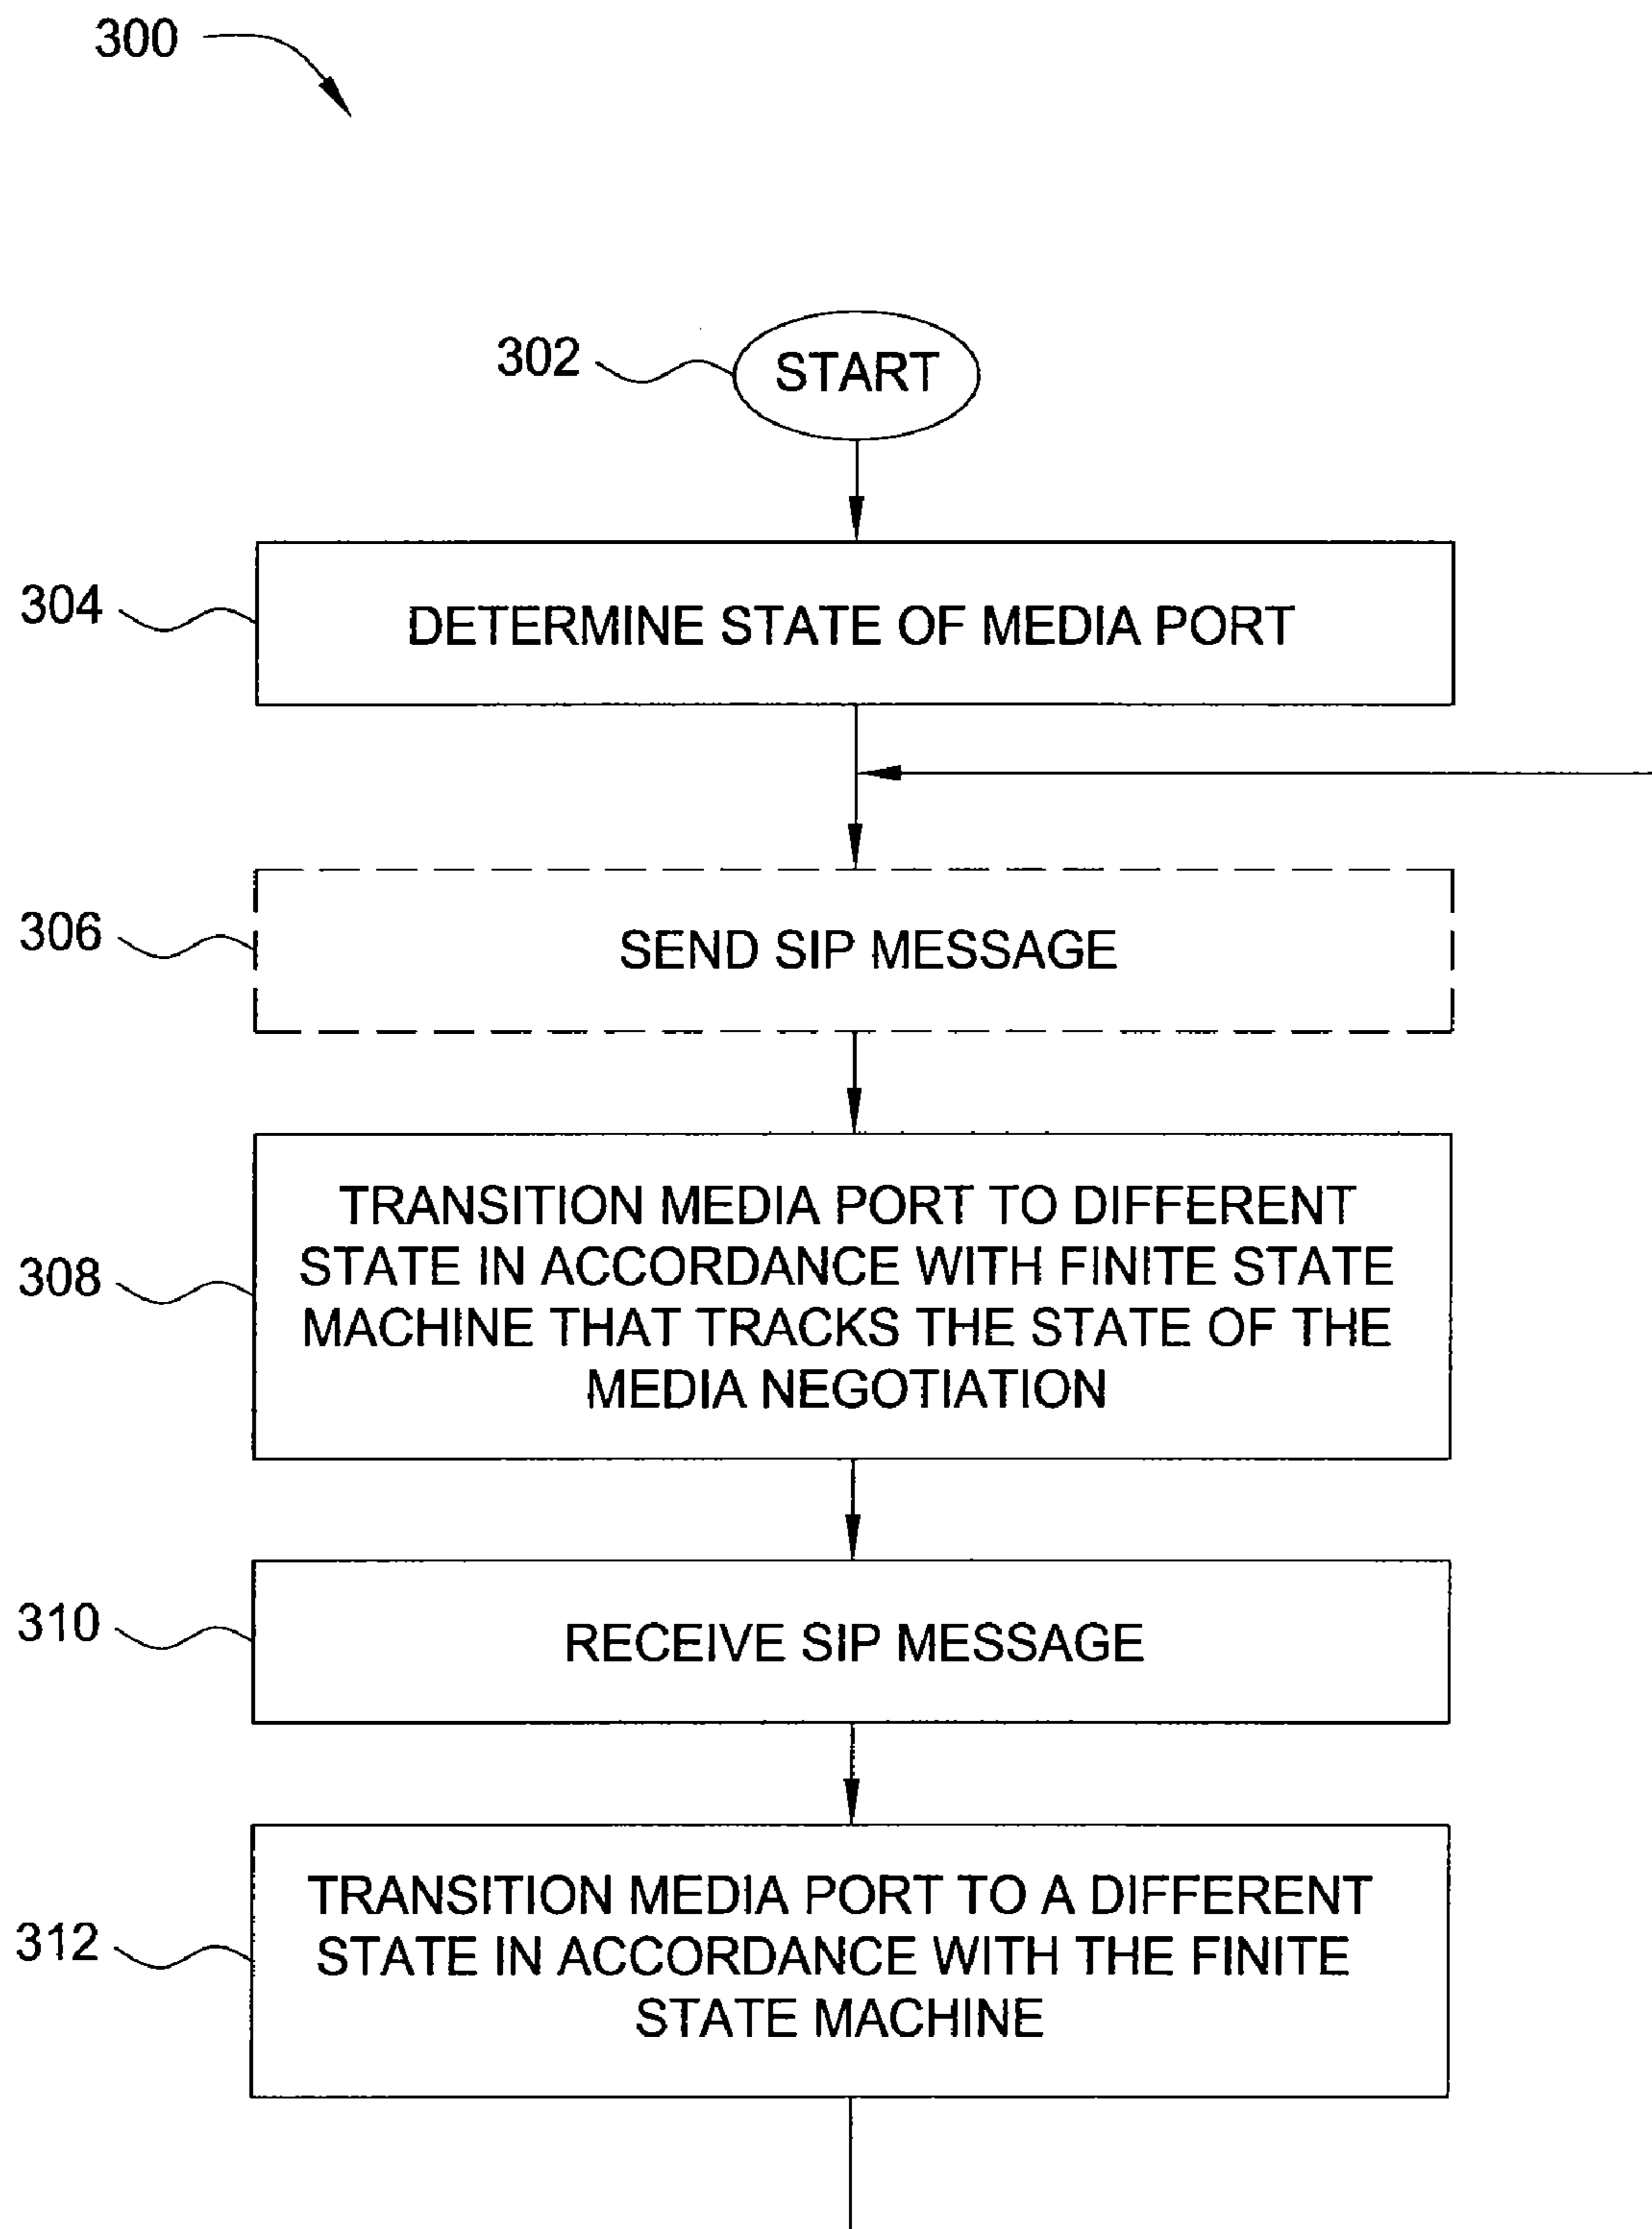 300
302
START
304
DETERMINE STATE OF MEDIA PORT
306
SEND SIP MESSAGE
308
TRANSITION MEDIA PORT TO DIFFERENT
STATE IN ACCORDANCE WITH FINITE STATE
MACHINE THAT TRACKS THE STATE OF THE
MEDIA NEGOTIATION
310
RECEIVE SIP MESSAGE
312
TRANSITION MEDIA PORT TO A DIFFERENT
STATE IN ACCORDANCE WITH THE FINITE
STATE MACHINE